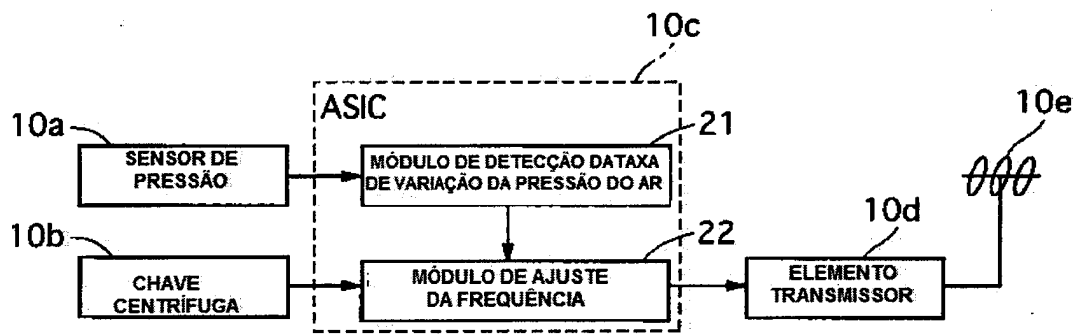 10c
10e
ASIC
10a
21
SENSOR DE
PRESSÃO
MÓDULO DE DETECÇÃO DATAXA
DE VARIAÇÃO DA PRESSÃO DO AR
10b
22
10d
CHAVE
CENTRÍFUGA
MÓDULO DE AJUSTE
DA FREQUÊNCIA
ELEMENTO
TRANSMISSOR